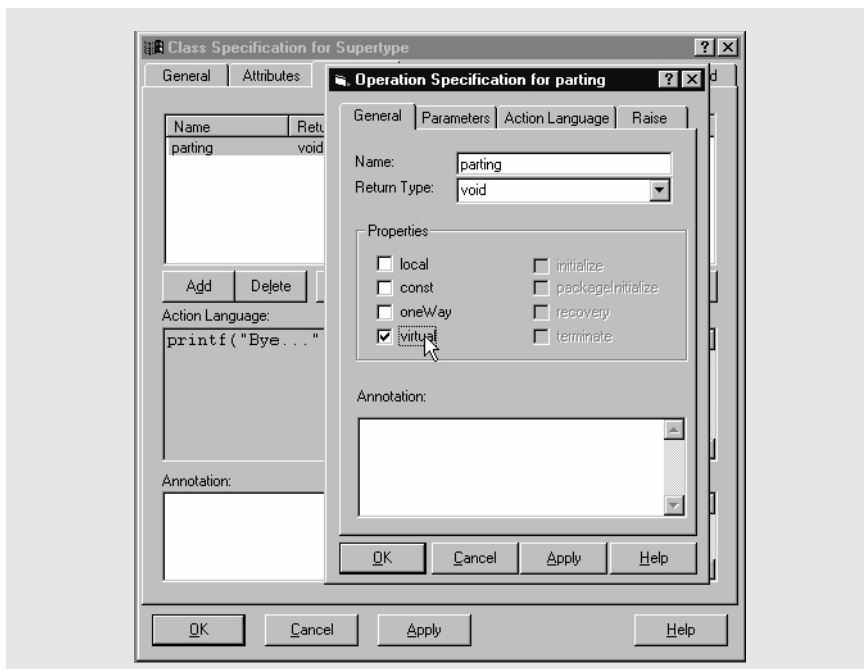 Class Specification for Supertype
General Attributes
Name
parting void
Add Delete
Action Language:
printf("Bye..."
Annotation:
OK Cancel Apply Help
Operation Specification for parting
General Parameters Action Language Raise
Name: parting
Return Type: void
Properties
local initialize
const packageInitialize
oneWay recovery
virtual terminate
Annotation:
OK Cancel Apply Help